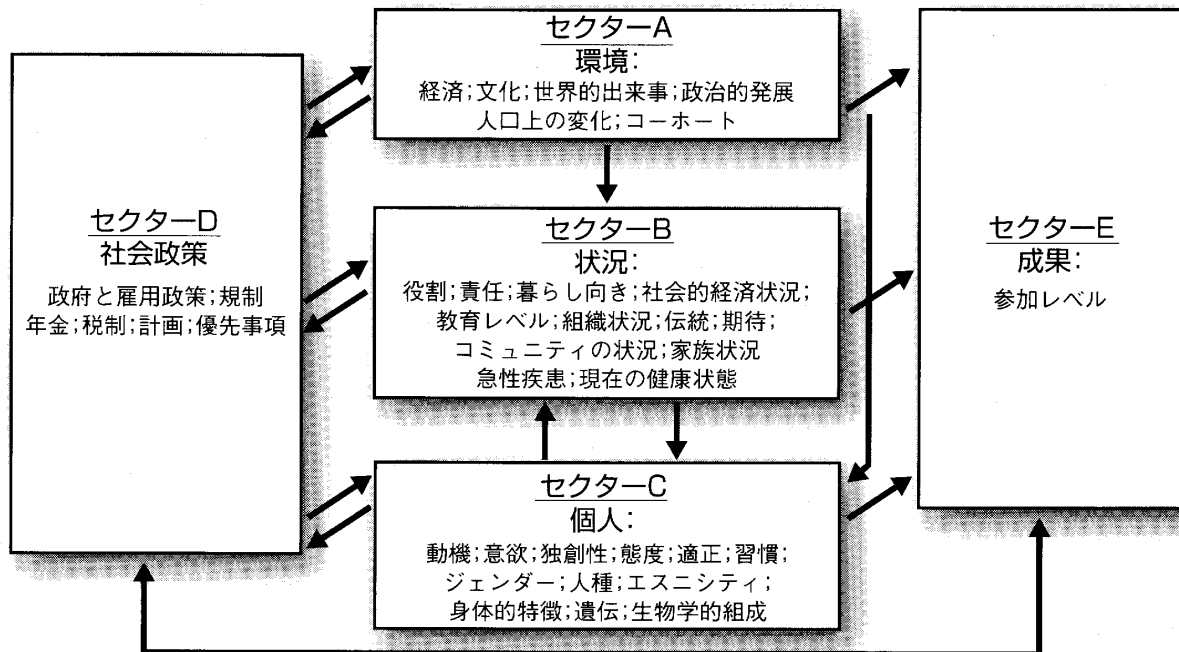 セクターA
環境:
経済;文化;世界的出来事;政治的発展
人口上の変化;コーホート
セクターD
社会政策
政府と雇用政策;規制
年金;税制;計画;優先事項
セクターB
状況:
役割;責任;暮らし向き;社会的経済状況;
教育レベル;組織状況;伝統;期待;
コミュニティの状況;家族状況
急性疾患;現在の健康状態
セクターE
成果:
参加レベル
セクターC
個人:
動機;意欲;独創性;態度;適正;習慣;
ジェンダー;人種;エスニシティ;
身体的特徴;遺伝;生物学的組成